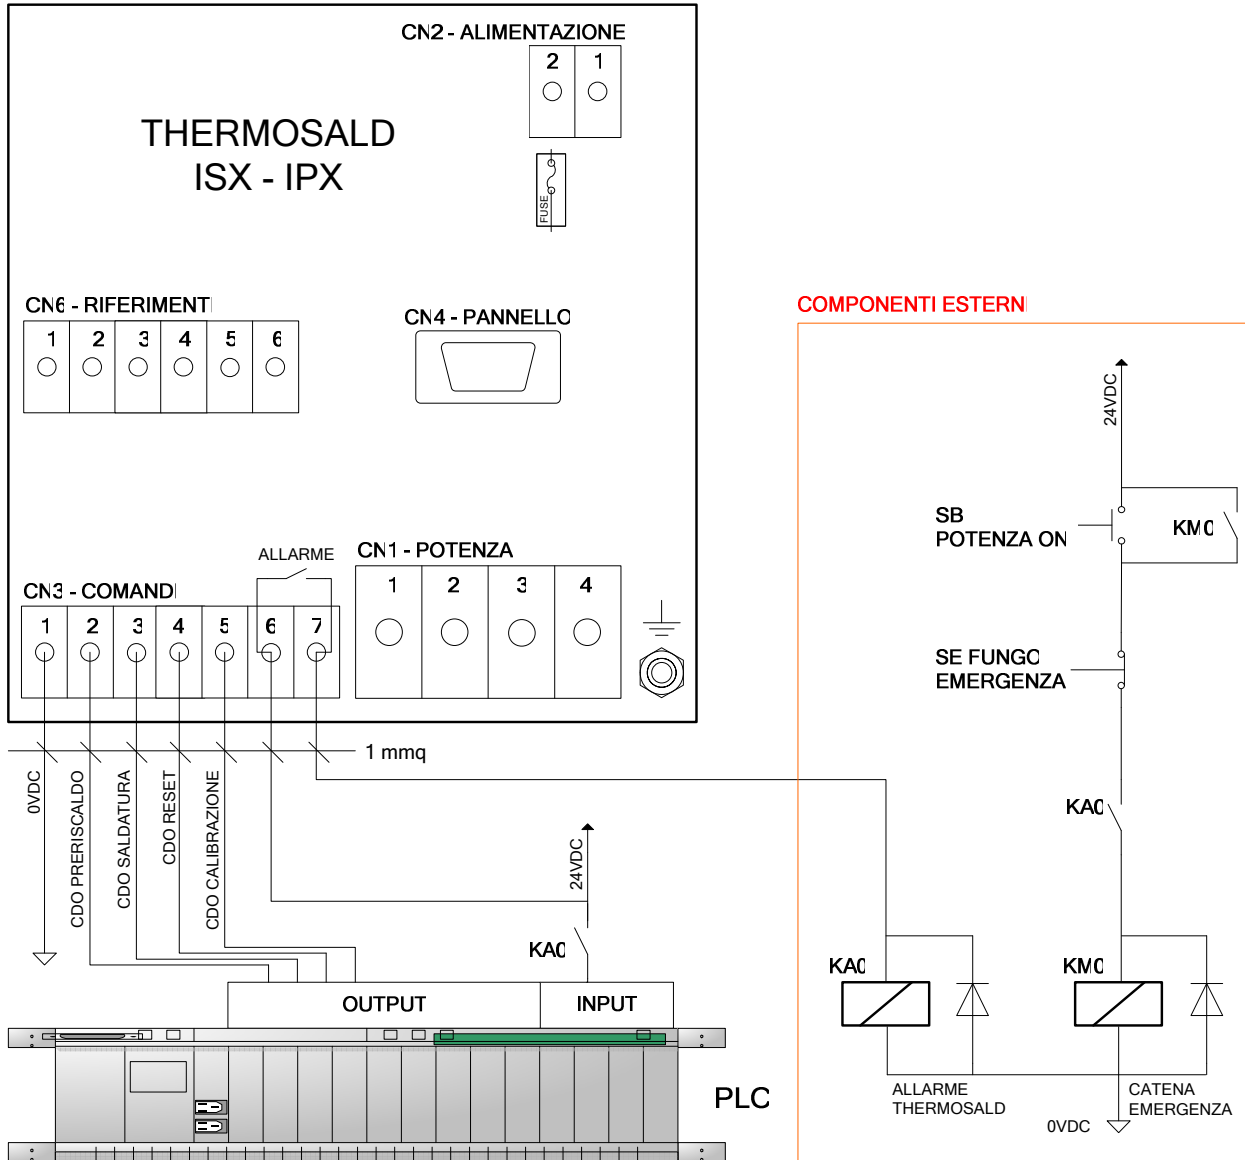 CN2 - ALIMENTAZIONE
2 1
THERMOSALD
ISX - IPX
FUSE
CN6 - RIFERIMENTI
1 2 3 4 5 6
CN4 - PANNELLO
COMPONENTI ESTERNI
24VDC
SB
POTENZA ON
KM0
ALLARME
CN1 - POTENZA
1 2 3 4
CN3 - COMANDI
1 2 3 4 5 6 7
SE FUNGO
EMERGENZA
1 mmq
0VDC
CDO PRERISCALDO
CDO SALDATURA
CDO RESET
CDO CALIBRAZIONE
24VDC
KA0
KA0
KA0
KM0
OUTPUT
INPUT
PLC
ALLARME
THERMOSALD
CATENA
EMERGENZA
0VDC